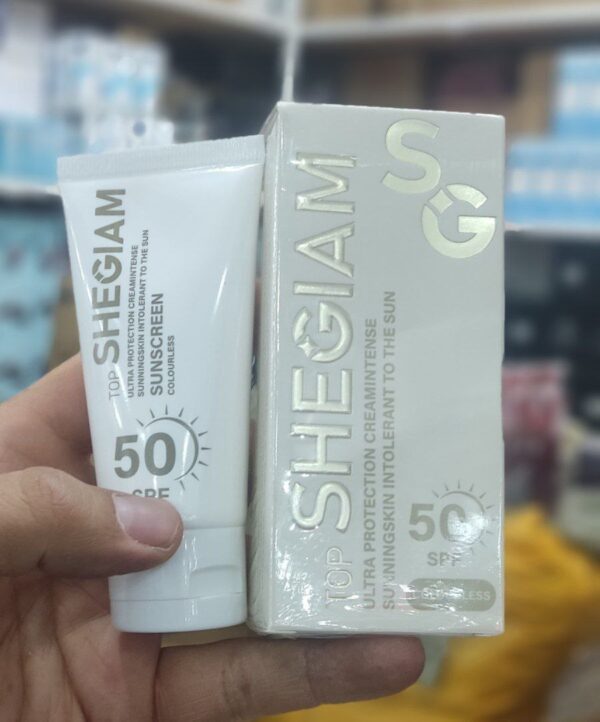 TOP SHEGIAM
ULTRA PROTECTION CREAMINTENSE
SUNNINGSKIN INTOLERANT TO THE SUN
SUNSCREEN
COLOURLESS
50
SPF
SG
TOP SHEGIAM
ULTRA PROTECTION CREAMINTENSE
SUNNINGSKIN INTOLERANT TO THE SUN
50
SPF
COLOURLESS